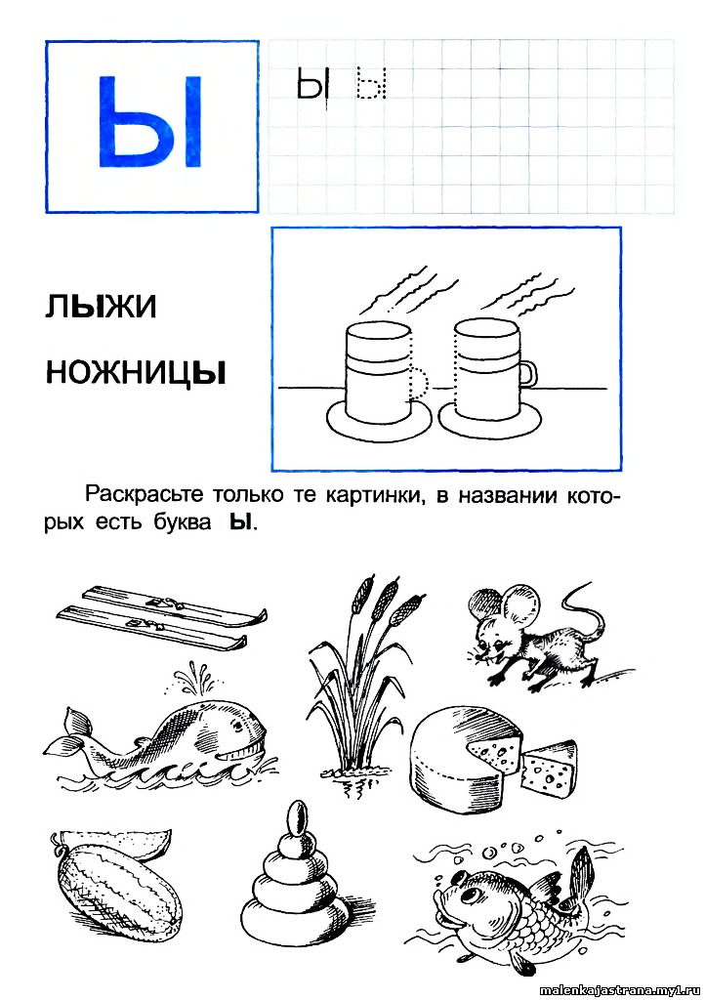 Ы
Ы Ы
ЛЫЖИ
НОЖНИЦЫ
Раскрасьте только те картинки, в названии кото-
рых есть буква Ы.
malenkajastrana.my1.ru